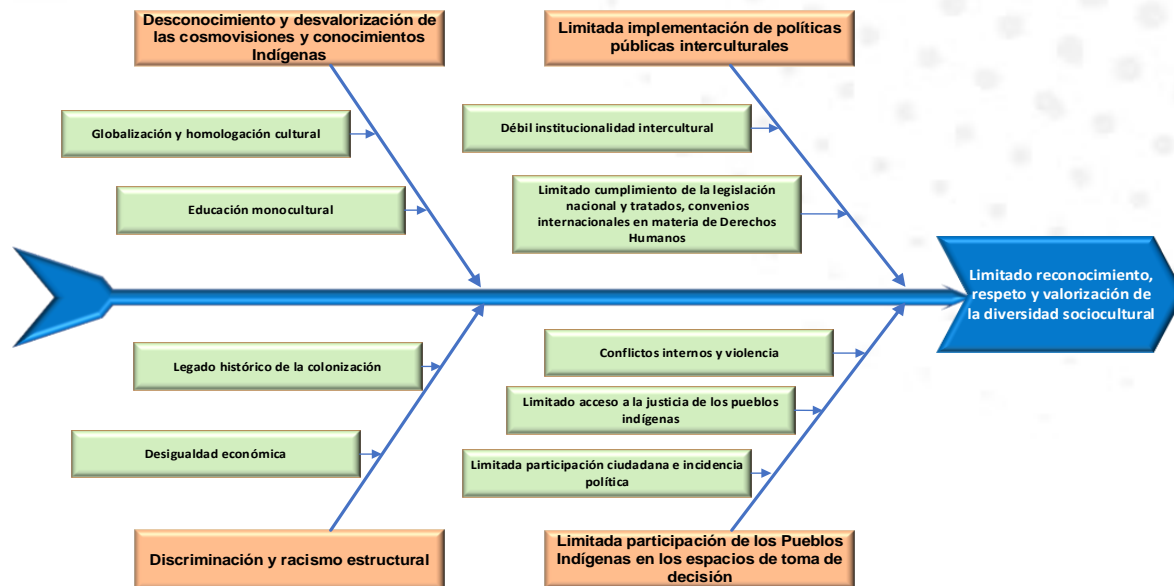 Desconocimiento y desvalorización de
las cosmovisiones y conocimientos
Indígenas
Limitada implementación de políticas
públicas interculturales
Globalización y homologación cultural
Débil institucionalidad intercultural
Educación monocultural
Limitado cumplimiento de la legislación
nacional y tratados, convenios
internacionales en materia de Derechos
Humanos
Limitado reconocimiento,
respeto y valorización de
la diversidad sociocultural
Legado histórico de la colonización
Conflictos internos y violencia
Limitado acceso a la justicia de los pueblos
indígenas
Desigualdad económica
Limitada participación ciudadana e incidencia
política
Discriminación y racismo estructural
Limitada participación de los Pueblos
Indígenas en los espacios de toma de
decisión